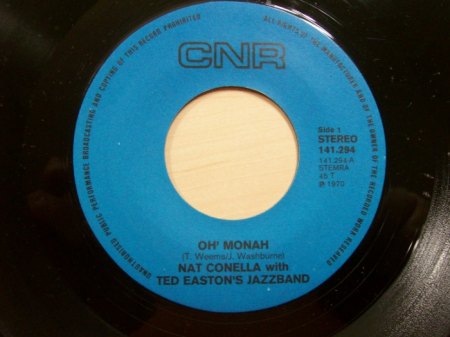 UNAUTHORISED PUBLIC PERFORMANCE BROADCASTING AND COPYING OF THIS RECORD PROHIBITED
ALL RIGHTS OF THE MANUFACTURER AND OF THE OWNER OF THE RECORDED WORK RESERVED
CNR
Side 1
STEREO
141.294
141.294 A
STEMRA
45 T
℗ 1970
OH' MONAH
(T. Weems/J. Washburne)
NAT CONELLA with
TED EASTON'S JAZZBAND